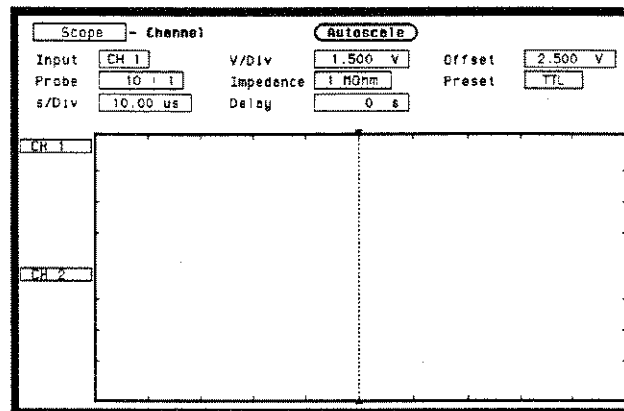 Scope - Channel Autoscale
Input CH 1 V/Div 1.500 V Offset 2.500 V
Probe 10 : 1 Impedance 1 MOhm Preset TTL
s/Div 10.00 us Delay 0 s
CH 1
CH 2